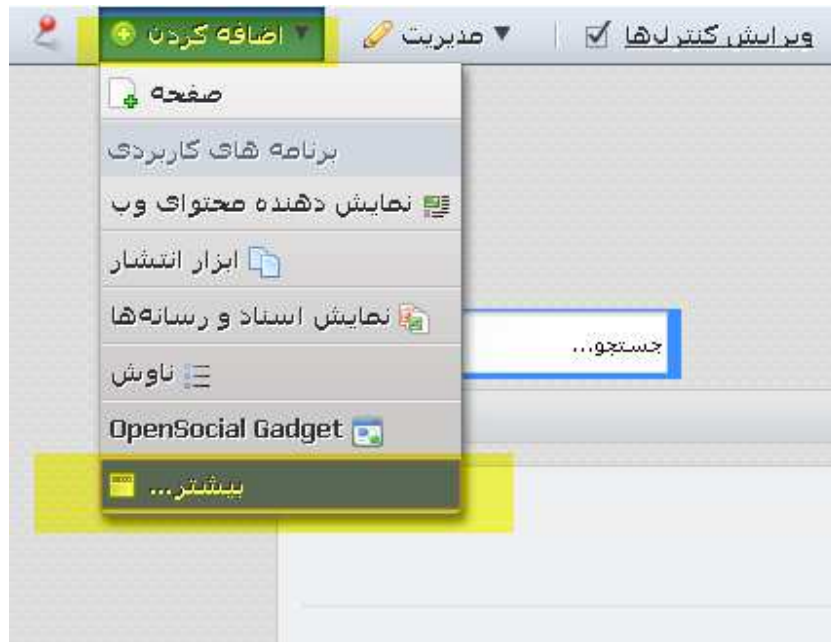 ویرایش کنترل‌ها
مدیریت
اضافه کردن
صفحه
برنامه های کاربردی
نمایش دهنده محتوای وب
ابزار انتشار
نمایش اسناد و رسانه‌ها
ناوش
OpenSocial Gadget
بیشتر...
جستجو...